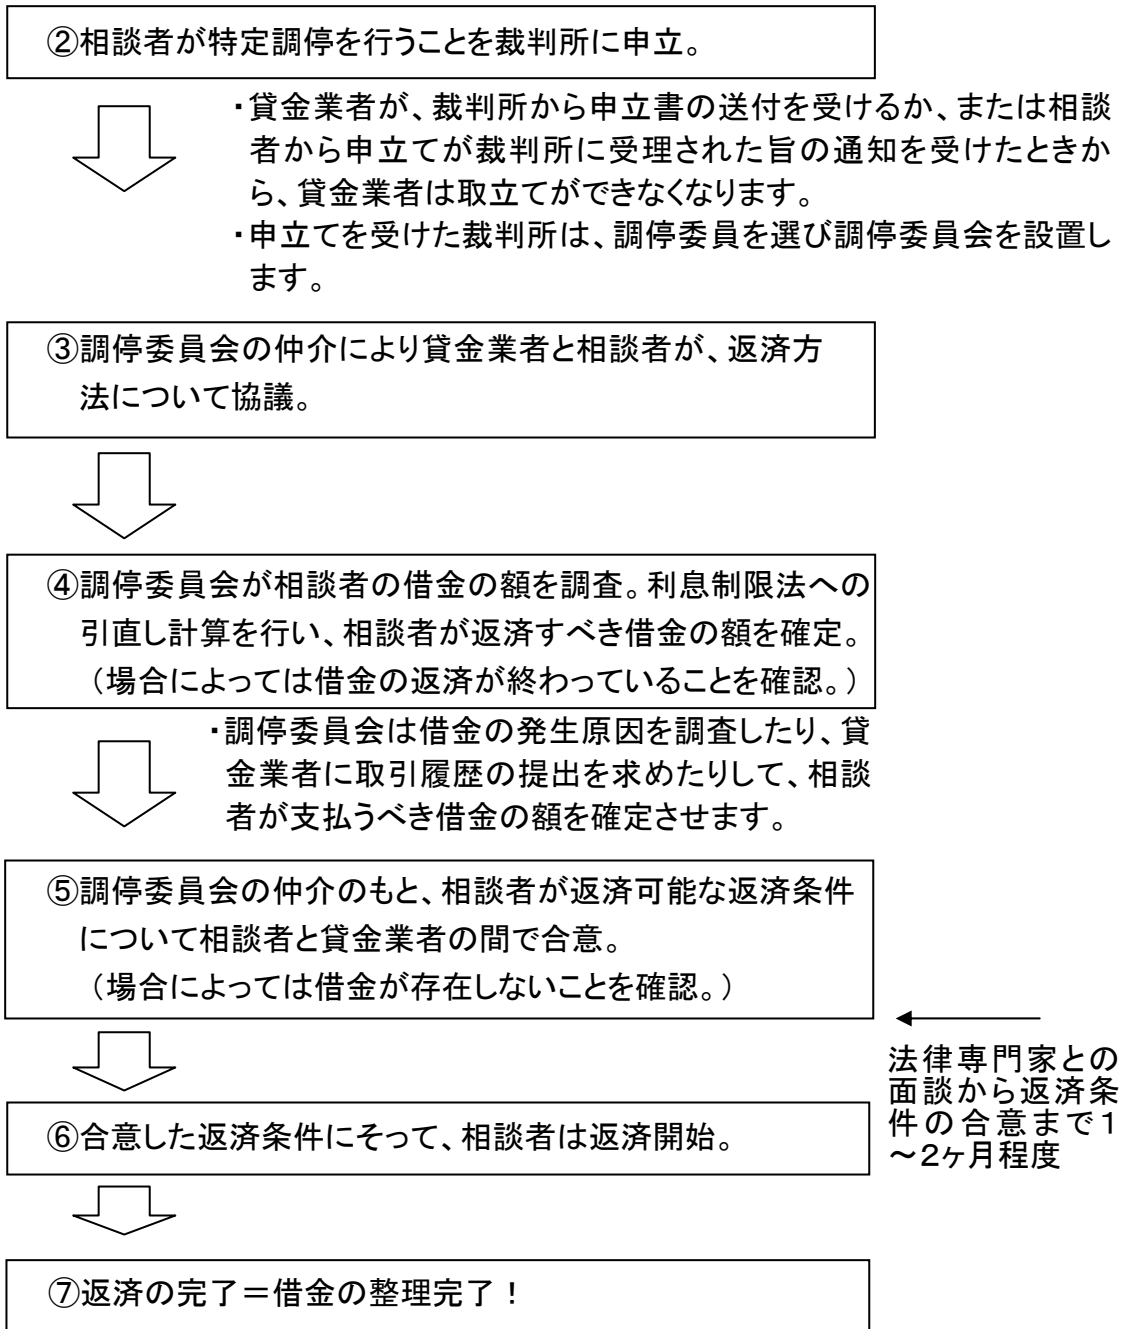 ②相談者が特定調停を行うことを裁判所に申立。
・貸金業者が、裁判所から申立書の送付を受けるか、または相談
者から申立てが裁判所に受理された旨の通知を受けたときか
ら、貸金業者は取立てができなくなります。
・申立てを受けた裁判所は、調停委員を選び調停委員会を設置し
ます。
③調停委員会の仲介により貸金業者と相談者が、返済方
法について協議。
④調停委員会が相談者の借金の額を調査。利息制限法への
引直し計算を行い、相談者が返済すべき借金の額を確定。
（場合によっては借金の返済が終わっていることを確認。）
・調停委員会は借金の発生原因を調査したり、貸
金業者に取引履歴の提出を求めたりして、相談
者が支払うべき借金の額を確定させます。
⑤調停委員会の仲介のもと、相談者が返済可能な返済条件
について相談者と貸金業者の間で合意。
（場合によっては借金が存在しないことを確認。）
法律専門家との
面談から返済条
件の合意まで１
～２ヶ月程度
⑥合意した返済条件にそって、相談者は返済開始。
⑦返済の完了＝借金の整理完了！